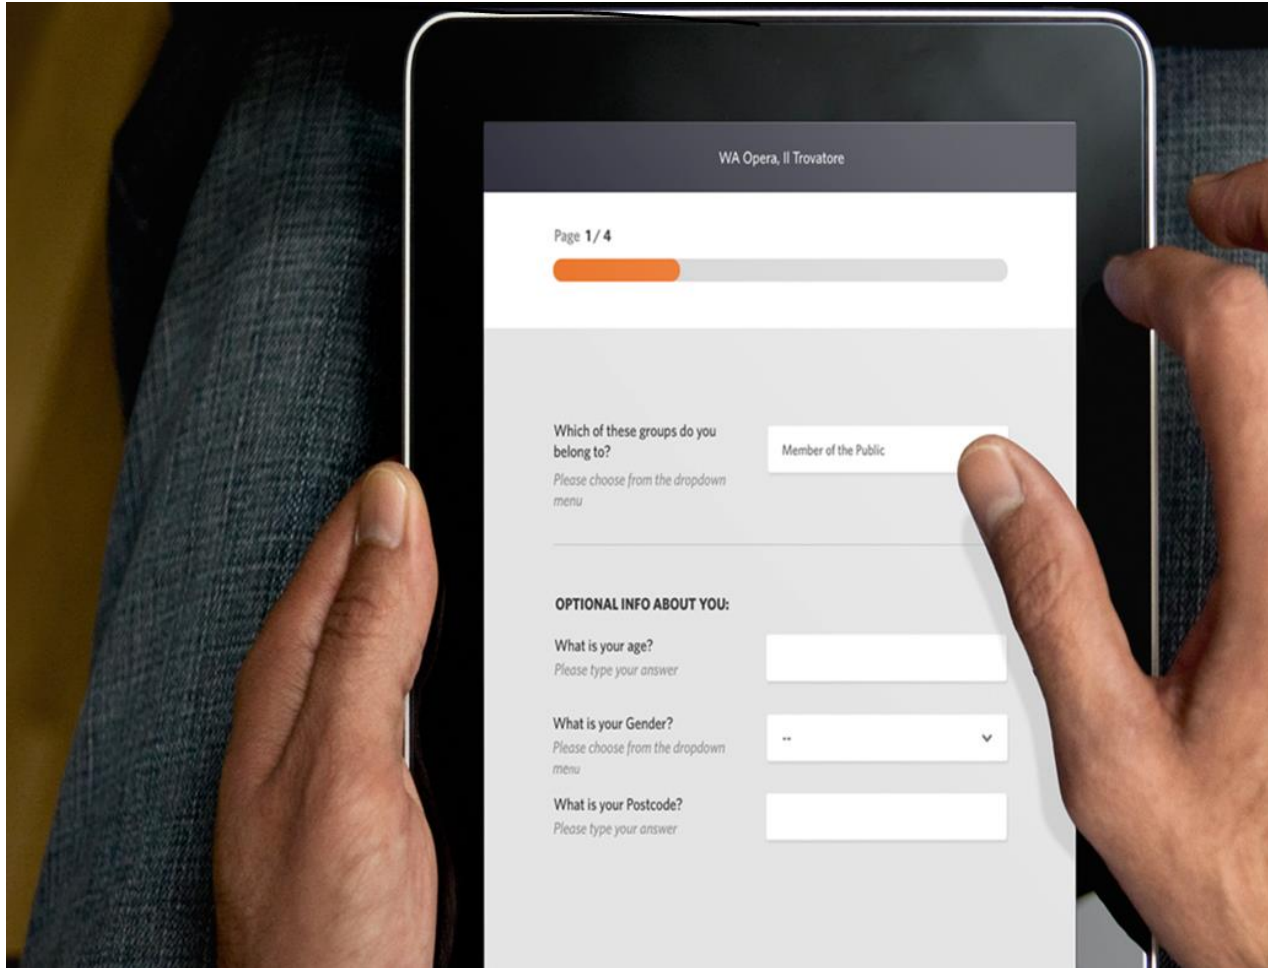 WA Opera, Il Trovatore
Page 1/4
Which of these groups do you
belong to?
Please choose from the dropdown
menu
Member of the Public
OPTIONAL INFO ABOUT YOU:
What is your age?
Please type your answer
What is your Gender?
Please choose from the dropdown
menu
--
What is your Postcode?
Please type your answer